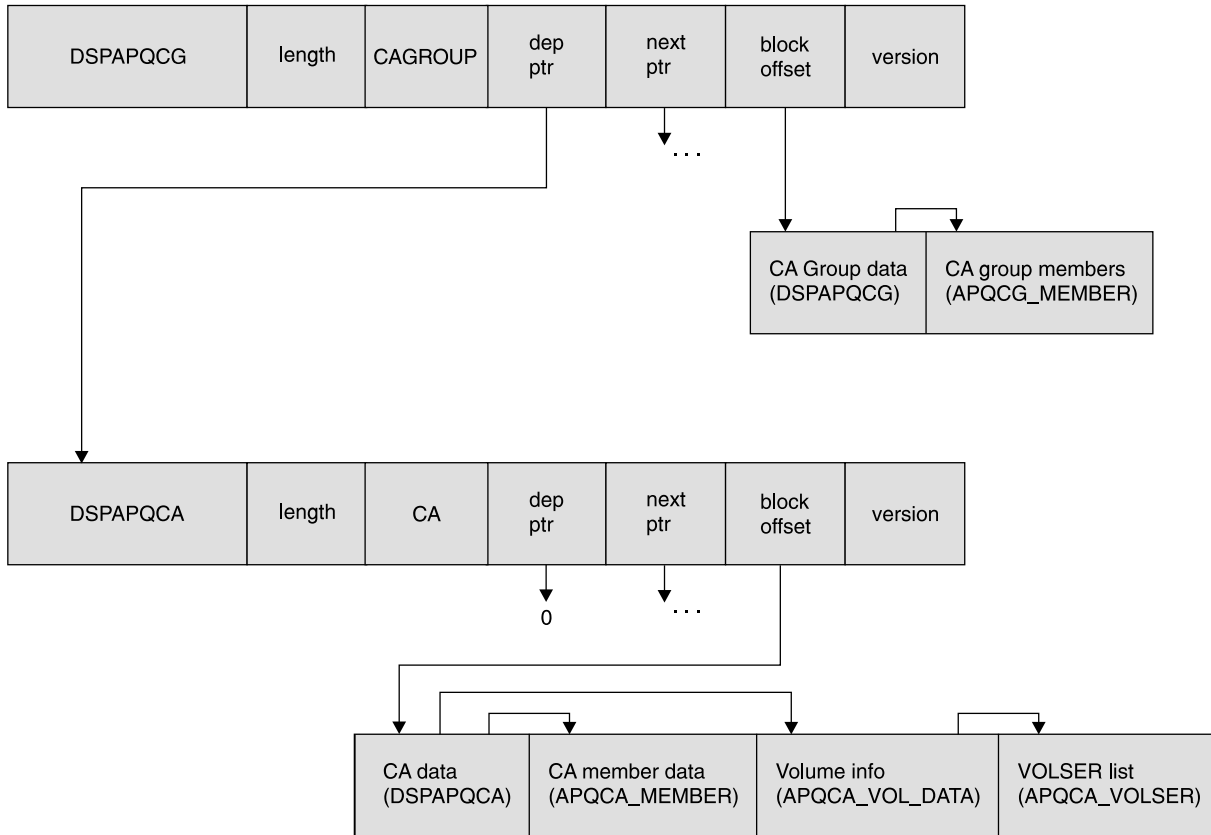 DSPAPQCG
length
CAGROUP
dep
ptr
next
ptr
block
offset
version
...
CA Group data
(DSPAPQCG)
CA group members
(APQCG_MEMBER)
DSPAPQCA
length
CA
dep
ptr
next
ptr
block
offset
version
0
...
CA data
(DSPAPQCA)
CA member data
(APQCA_MEMBER)
Volume info
(APQCA_VOL_DATA)
VOLSER list
(APQCA_VOLSER)